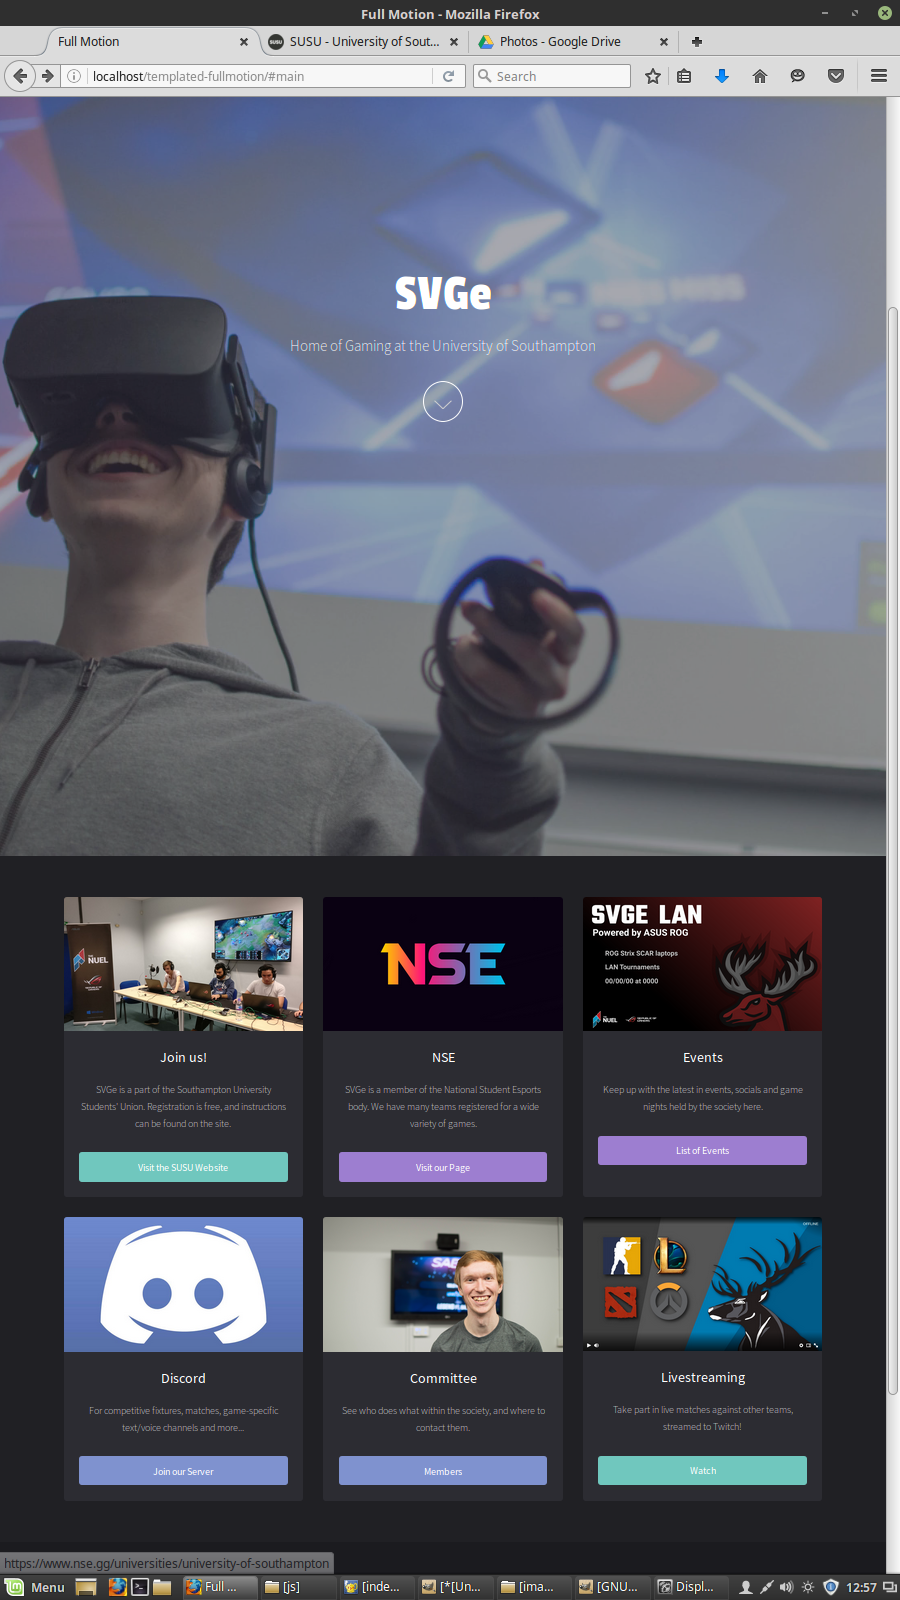 Full Motion - Mozilla Firefox
Full Motion
SUSU - University of Sout...
Photos - Google Drive
localhost/templated-fullmotion/#main
Search
SVGe
Home of Gaming at the University of Southampton
NUEL
NSE
SVGE LAN
Powered by ASUS ROG
ROG Strix SCAR laptops
LAN Tournaments
00/00/00 at 0000
NUEL
Join us!
NSE
Events
SVGe is a part of the Southampton University
Students' Union. Registration is free, and instructions
can be found on the site.
SVGe is a member of the National Student Esports
body. We have many teams registered for a wide
variety of games.
Keep up with the latest in events, socials and game
nights held by the society here.
Visit the SUSU Website
Visit our Page
List of Events
OFFLINE
Discord
Committee
Livestreaming
For competitive fixtures, matches, game-specific
text/voice channels and more...
See who does what within the society, and where to
contact them.
Take part in live matches against other teams,
streamed to Twitch!
Join our Server
Members
Watch
https://www.nse.gg/universities/university-of-southampton
Menu
Full ...
[js]
[inde...
[*[Un...
[ima...
[GNU...
Displ...
12:57